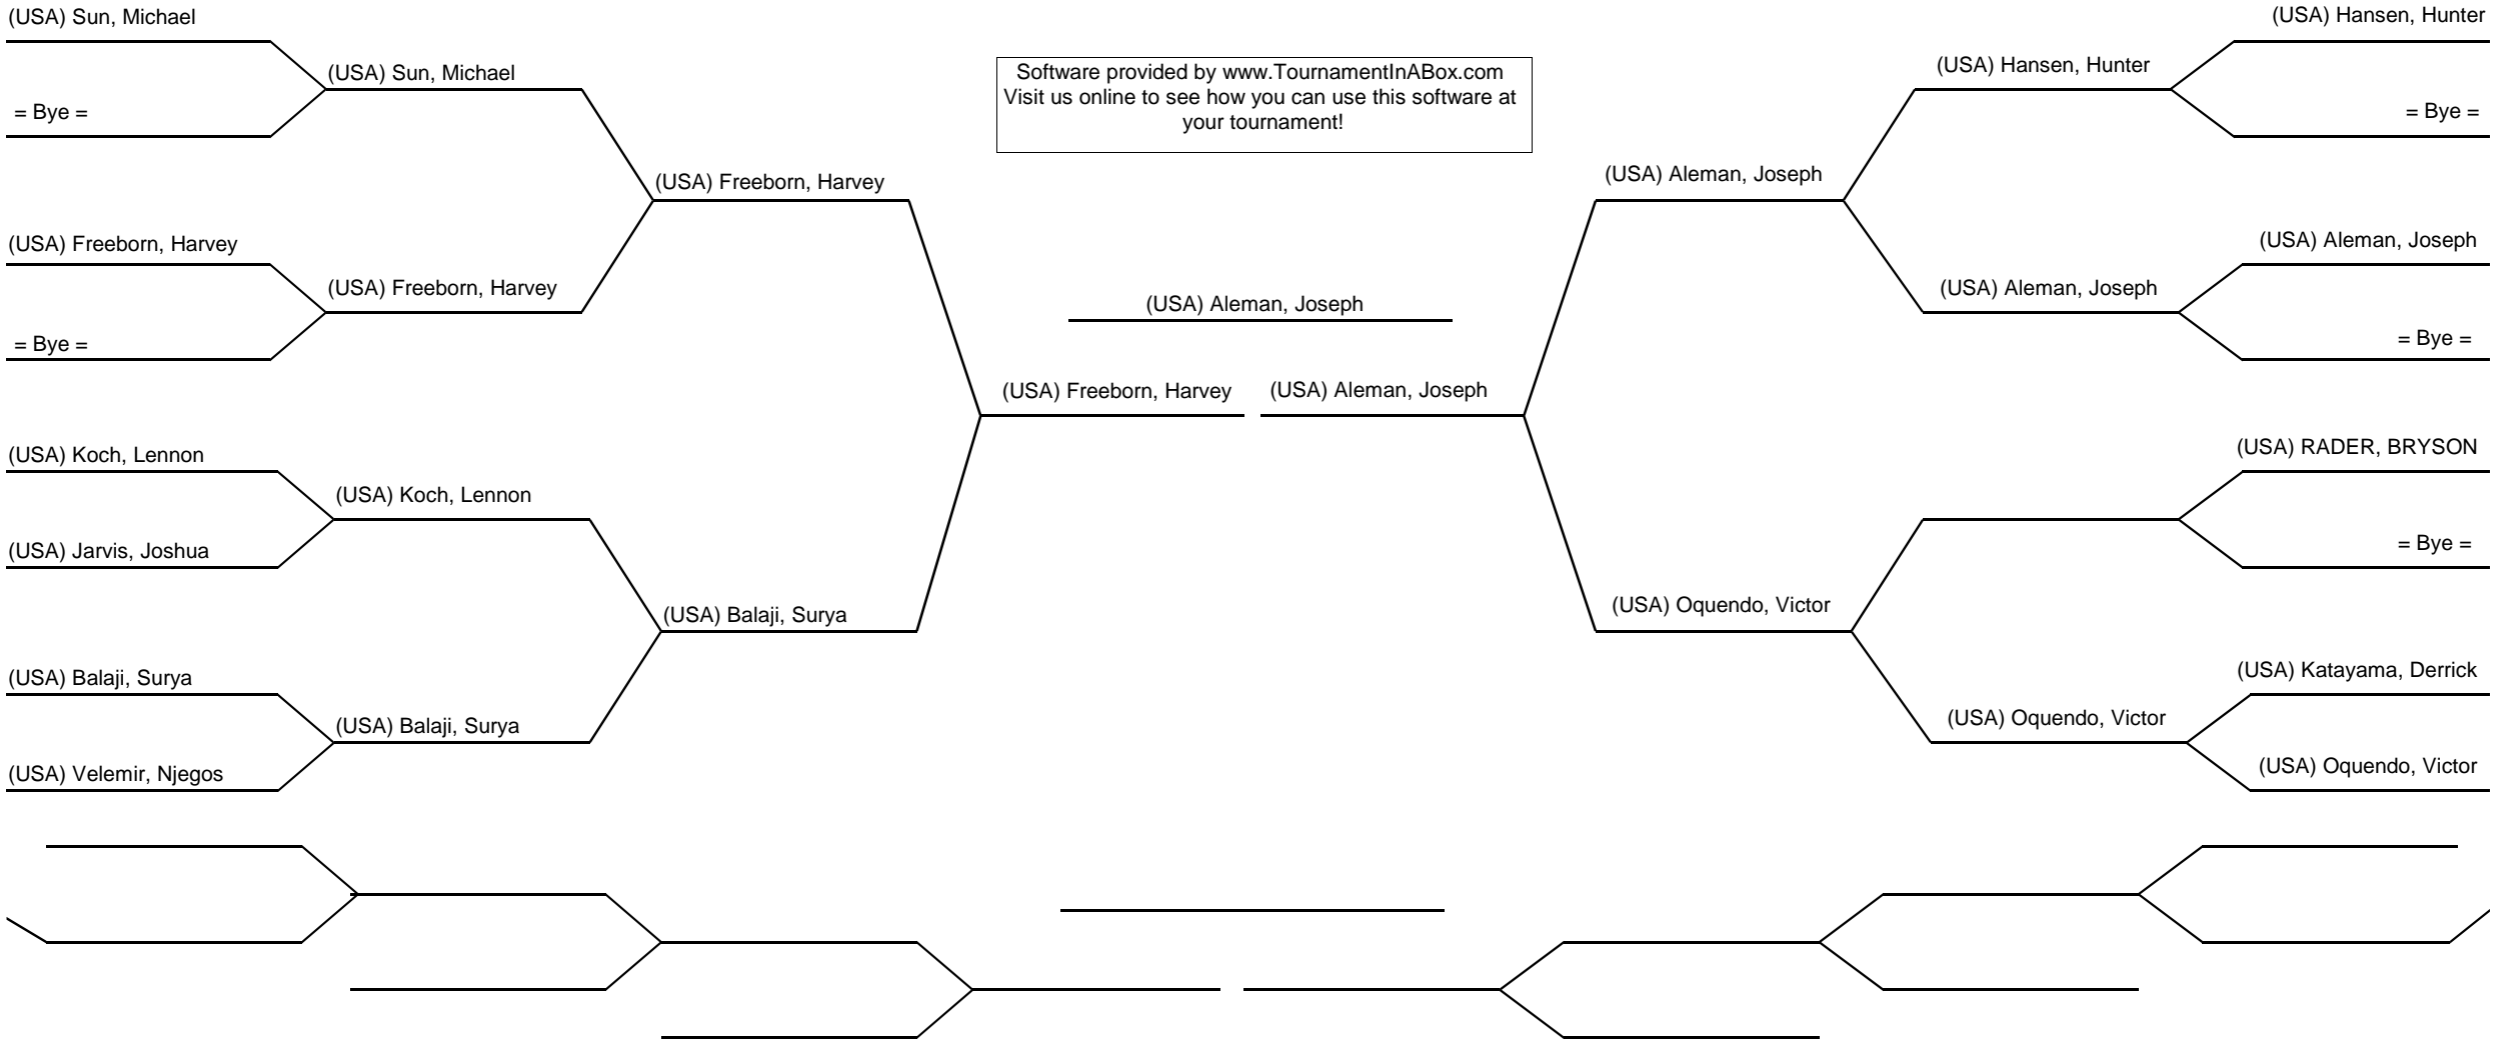 (USA) Sun, Michael
= Bye =
(USA) Freeborn, Harvey
= Bye =
(USA) Koch, Lennon
(USA) Jarvis, Joshua
(USA) Balaji, Surya
(USA) Velemir, Njegos
(USA) Sun, Michael
(USA) Freeborn, Harvey
(USA) Koch, Lennon
(USA) Balaji, Surya
(USA) Freeborn, Harvey
(USA) Balaji, Surya
Software provided by www.TournamentInABox.com
Visit us online to see how you can use this software at
your tournament!
(USA) Aleman, Joseph
(USA) Freeborn, Harvey
(USA) Aleman, Joseph
(USA) Aleman, Joseph
(USA) Oquendo, Victor
(USA) Hansen, Hunter
(USA) Aleman, Joseph
(USA) Oquendo, Victor
(USA) Hansen, Hunter
= Bye =
(USA) Aleman, Joseph
= Bye =
(USA) RADER, BRYSON
= Bye =
(USA) Katayama, Derrick
(USA) Oquendo, Victor